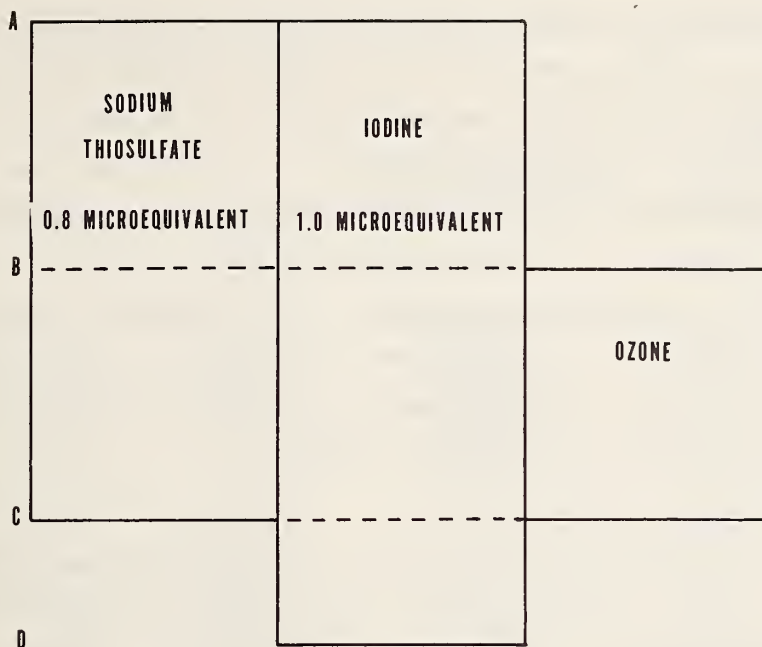 A
SODIUM
THIOSULFATE
0.8 MICROEQUIVALENT
IODINE
1.0 MICROEQUIVALENT
B
OZONE
C
D